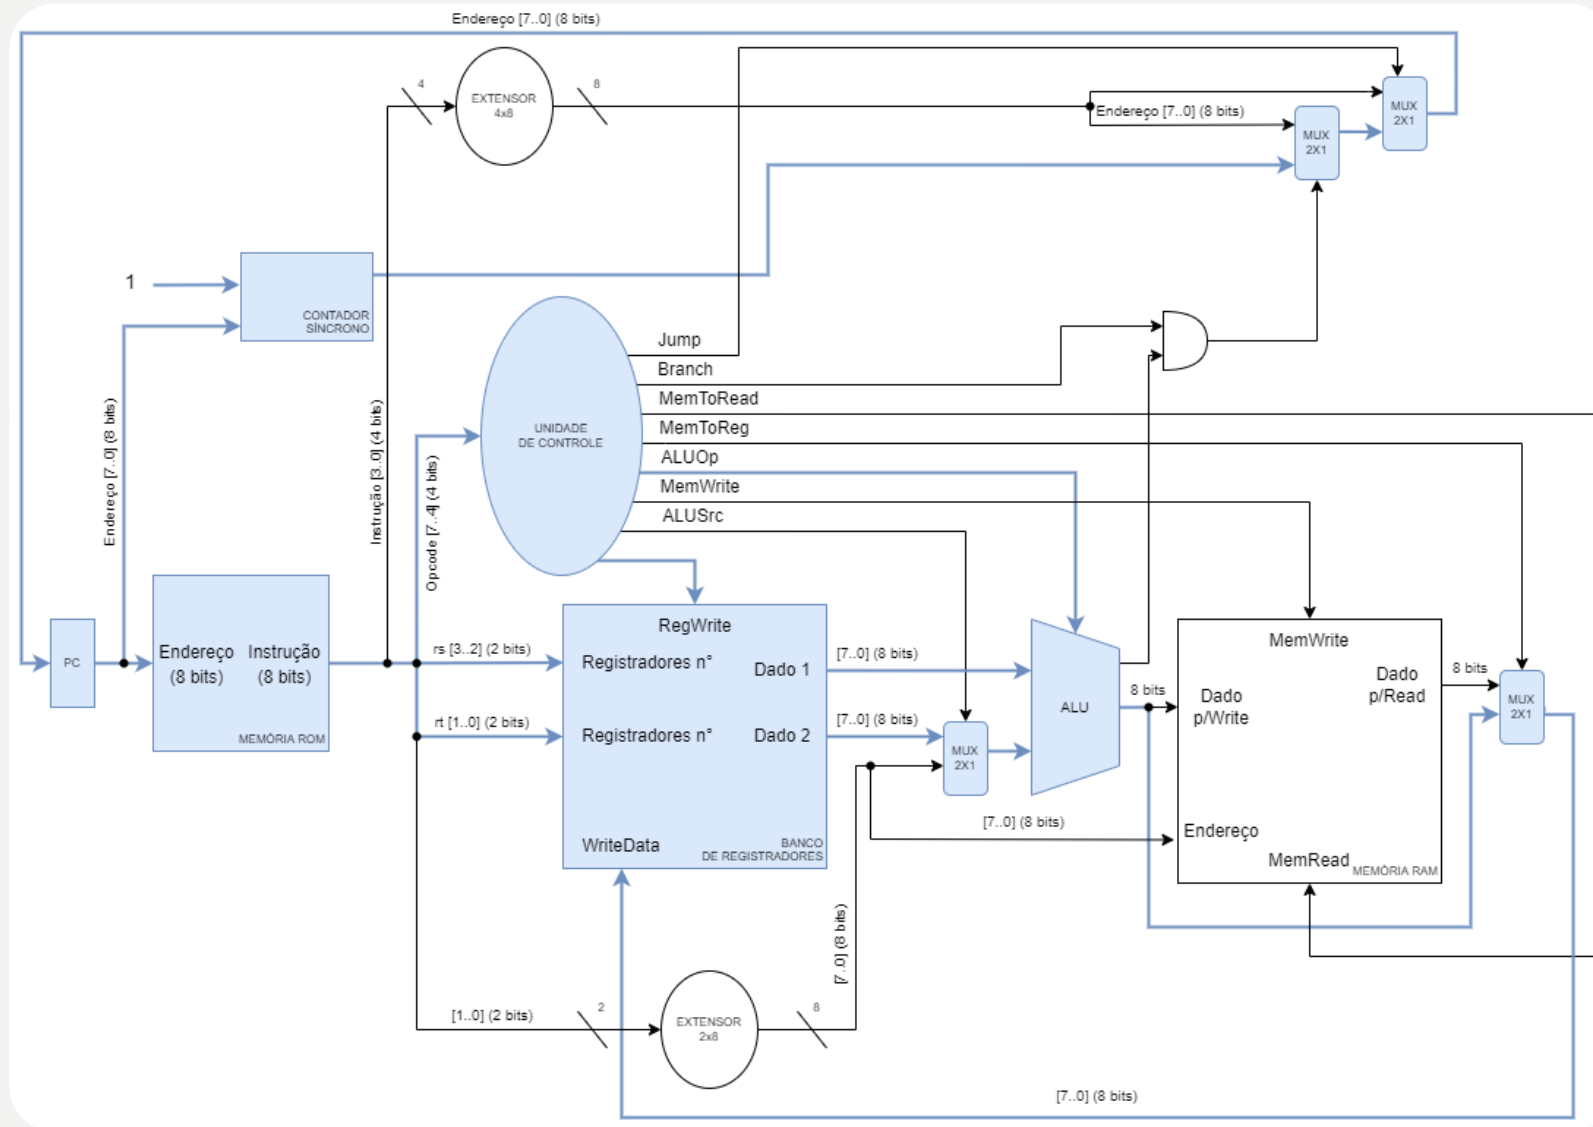 Endereço [7..0] (8 bits)
4
EXTENSOR
4x8
8
Endereço [7..0] (8 bits)
MUX
2X1
MUX
2X1
1
CONTADOR
SÍNCRONO
Endereço [7..0] (8 bits)
Instrução [3..0] (4 bits)
Opcode [7..4] (4 bits)
UNIDADE
DE CONTROLE
Jump
Branch
MemToRead
MemToReg
ALUOp
MemWrite
ALUSrc
PC
Endereço
(8 bits)
Instrução
(8 bits)
MEMÓRIA ROM
rs [3..2] (2 bits)
rt [1..0] (2 bits)
RegWrite
Registradores n°
Dado 1
Registradores n°
Dado 2
WriteData
BANCO
DE REGISTRADORES
[7..0] (8 bits)
[7..0] (8 bits)
MUX
2X1
ALU
8 bits
MemWrite
Dado
p/Write
Dado
p/Read
Endereço
MemRead
MEMÓRIA RAM
8 bits
MUX
2X1
[7..0] (8 bits)
[7..0] (8 bits)
[1..0] (2 bits)
2
EXTENSOR
2x8
8
[7..0] (8 bits)